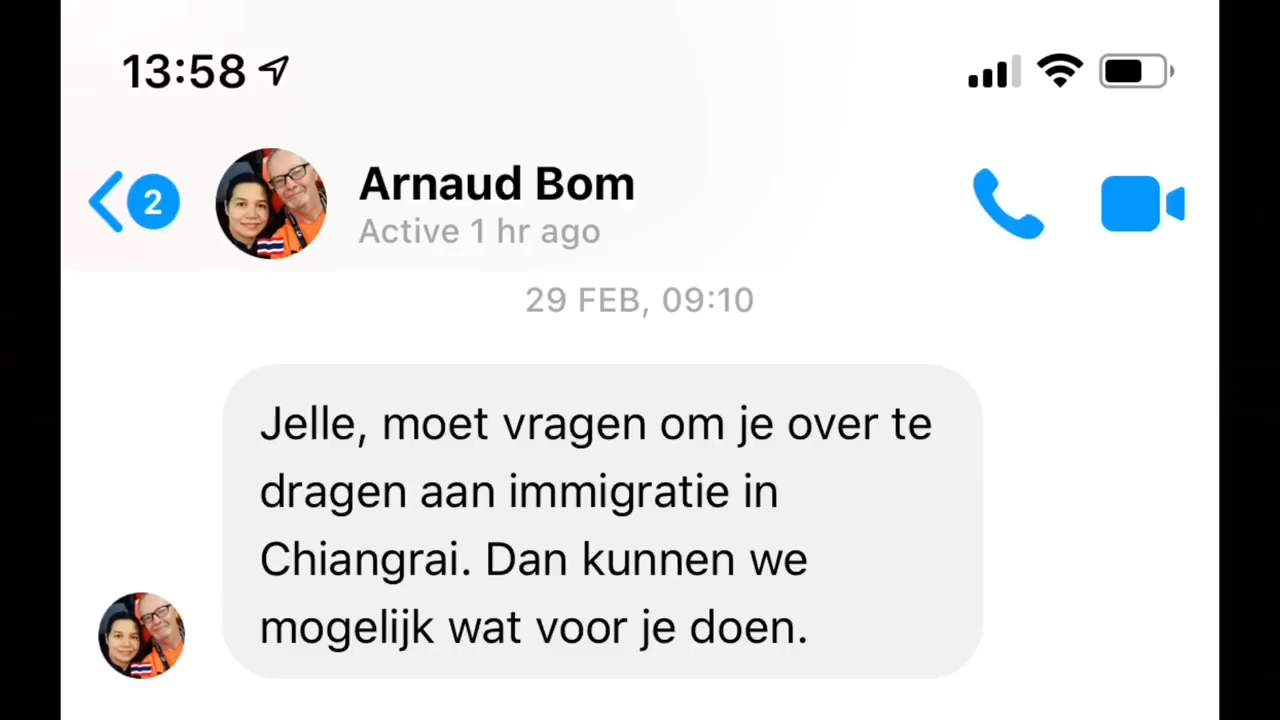 13:58
2
Arnaud Bom
Active 1 hr ago
29 FEB, 09:10
Jelle, moet vragen om je over te
dragen aan immigratie in
Chiangrai. Dan kunnen we
mogelijk wat voor je doen.